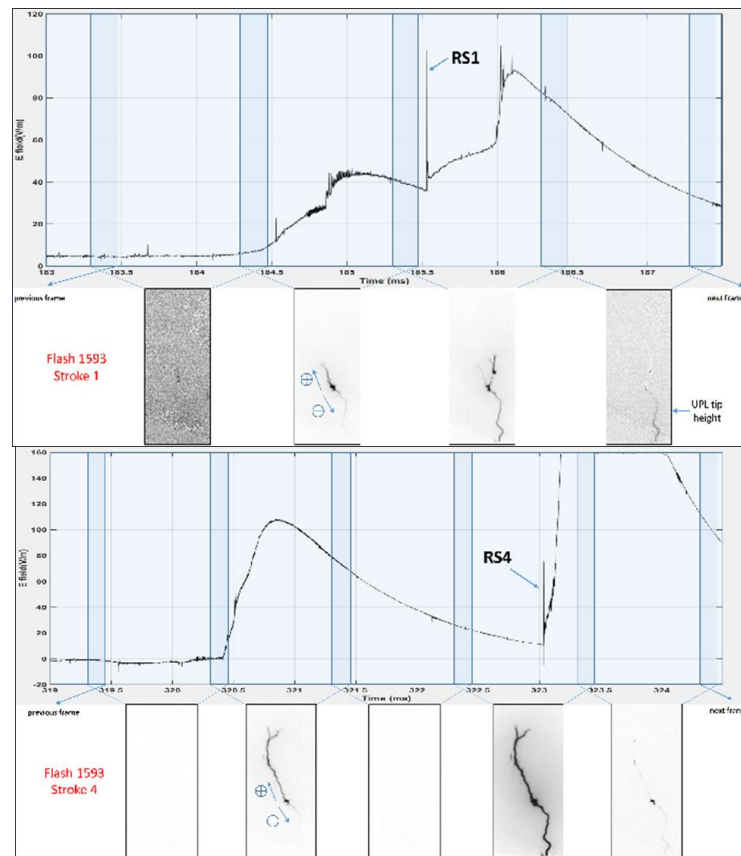 120
100
80
60
40
20
0
E field(V/m)
RS1
183 183.5 184 184.5 185 185.5 186 186.5 187
Time (ms)
previous frame
next frame
Flash 1593
Stroke 1
⊕
⊖
UPL tip
height
160
140
120
100
80
60
40
20
0
-20
E field(V/m)
RS4
319 319.5 320 320.5 321 321.5 322 322.5 323 323.5 324
Time (ms)
previous frame
next fram
Flash 1593
Stroke 4
⊕